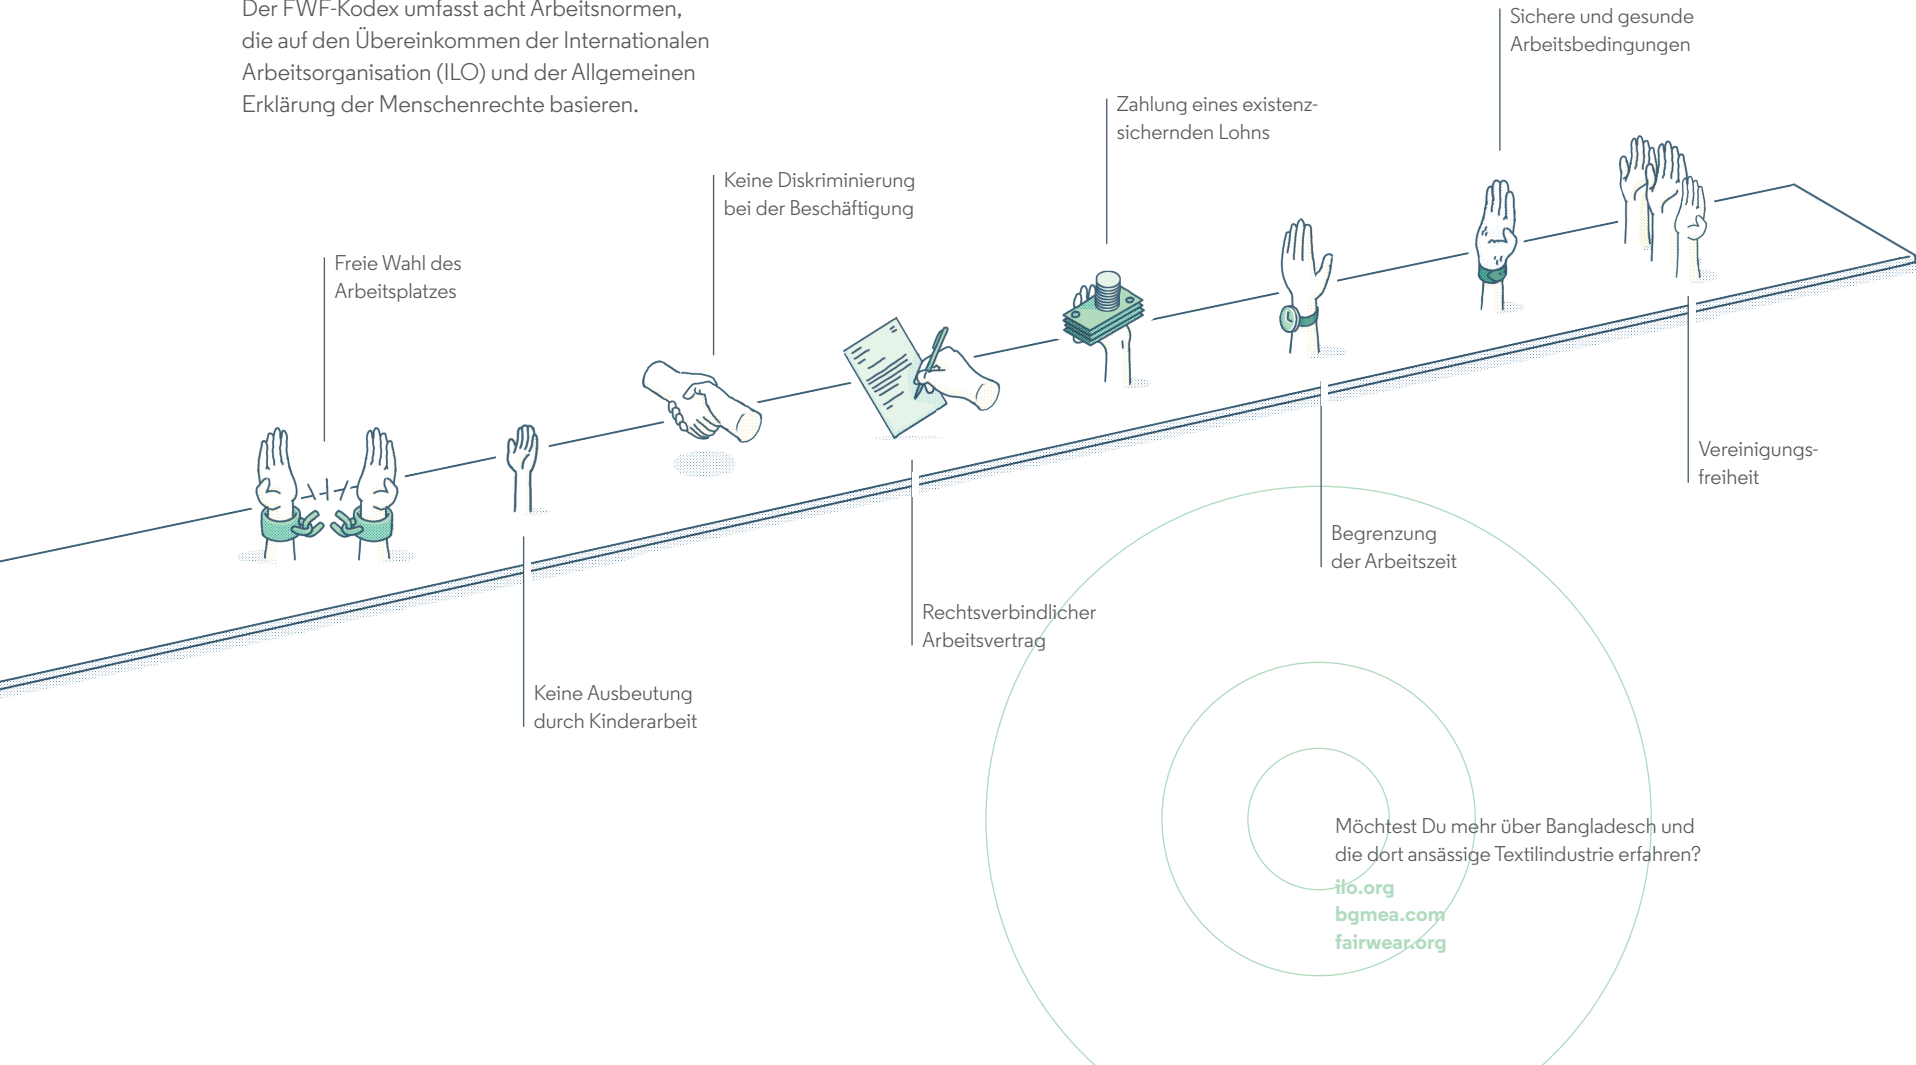 Der FWF-Kodex umfasst acht Arbeitsnormen,
die auf den Übereinkommen der Internationalen
Arbeitsorganisation (ILO) und der Allgemeinen
Erklärung der Menschenrechte basieren.
Freie Wahl des
Arbeitsplatzes
Keine Ausbeutung
durch Kinderarbeit
Keine Diskriminierung
bei der Beschäftigung
Rechtsverbindlicher
Arbeitsvertrag
Zahlung eines existenz-
sichernden Lohns
Begrenzung
der Arbeitszeit
Sichere und gesunde
Arbeitsbedingungen
Vereinigungs-
freiheit
Möchtest Du mehr über Bangladesch und
die dort ansässige Textilindustrie erfahren?
ilo.org
bgmea.com
fairwear.org